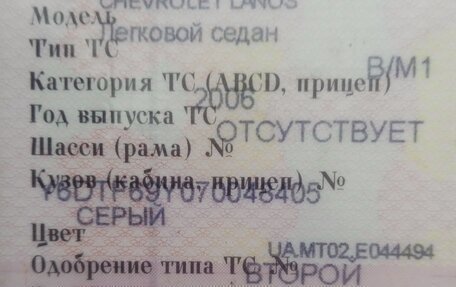 CHEVROLET LANOS
Модель
Легковой седан
Тип ТС
B/M1
Категория ТС (ABCD, прицеп)
2006
Год выпуска ТС
ОТСУТСТВУЕТ
Шасси (рама) №
Кузов (кабина, прицеп) №
Y6DTF69Y070048405
СЕРЫЙ
Цвет
UA.MT02.E044494
Одобрение типа ТС №
ВТОРОЙ